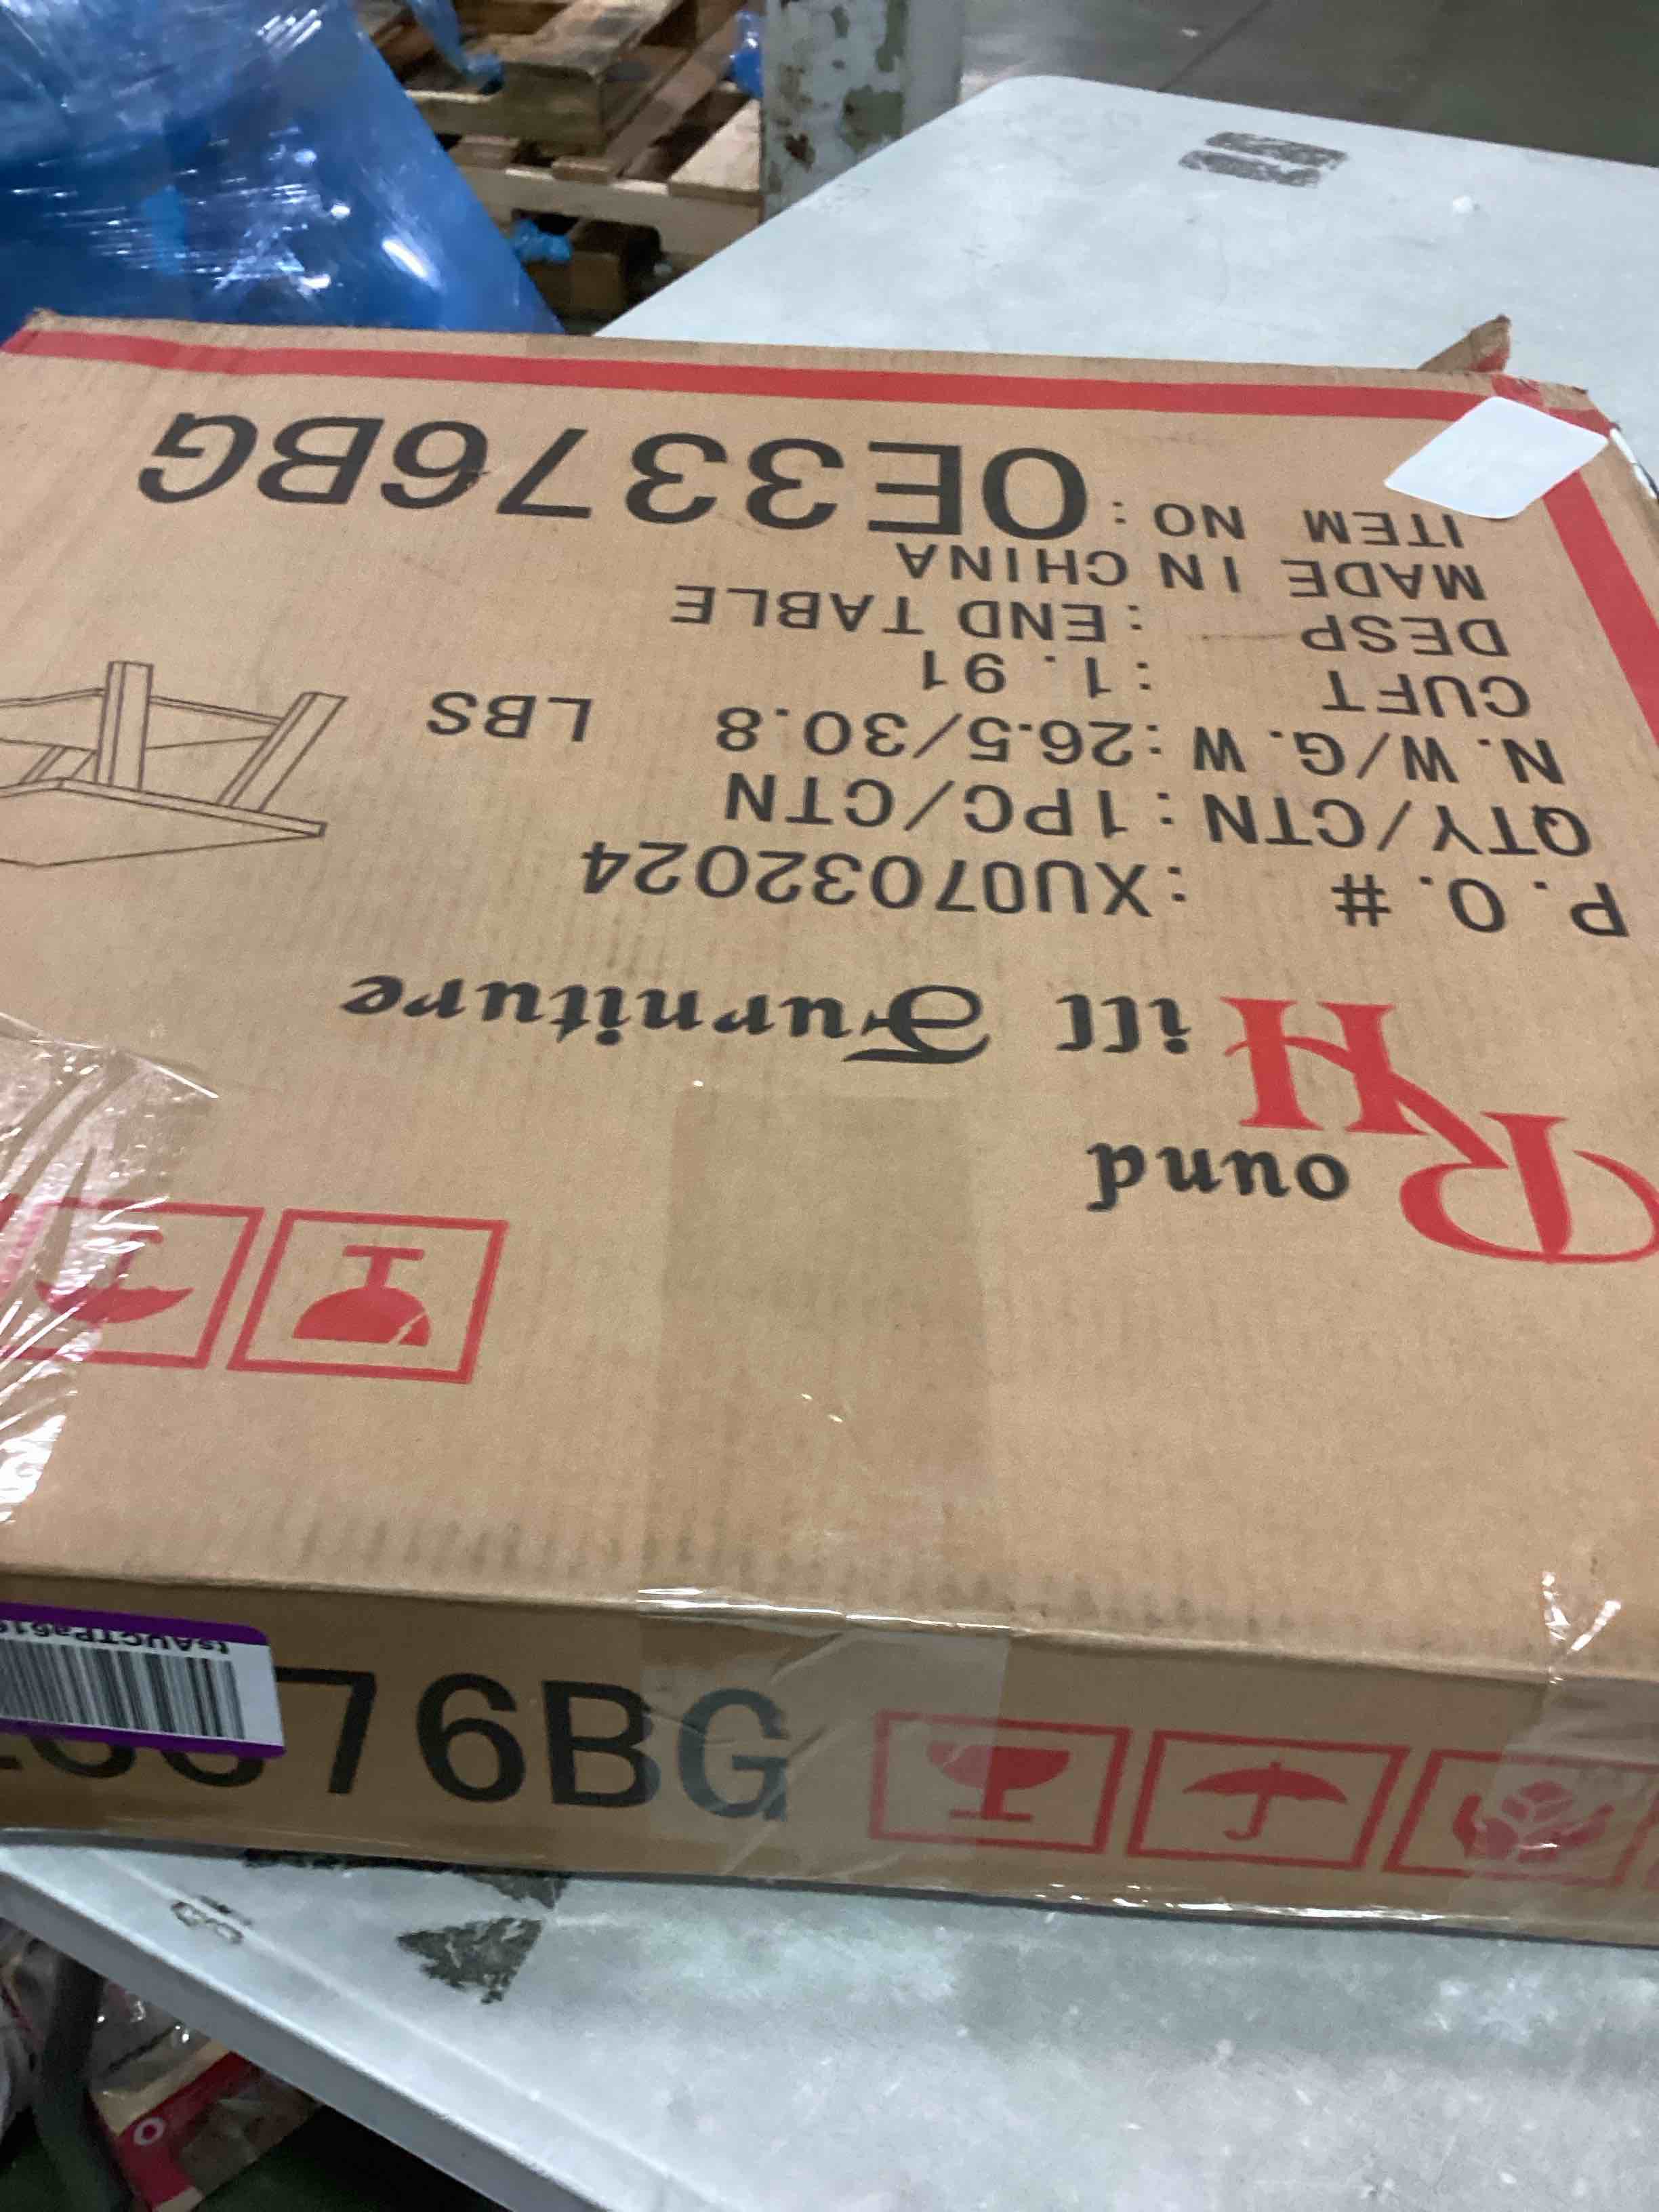 Round
Hill Furniture
P.O.# :XU07032024
QTY/CTN:1PC/CTN
N.W/G.W:26.5/30.8 LBS
CUFT :1.91
DESP :END TABLE
MADE IN CHINA
ITEM NO:OE3376BG
76BG